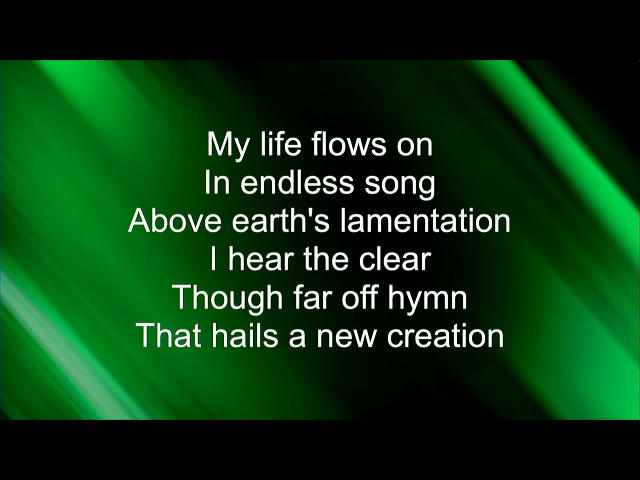 My life flows on
In endless song
Above earth's lamentation
I hear the clear
Though far off hymn
That hails a new creation